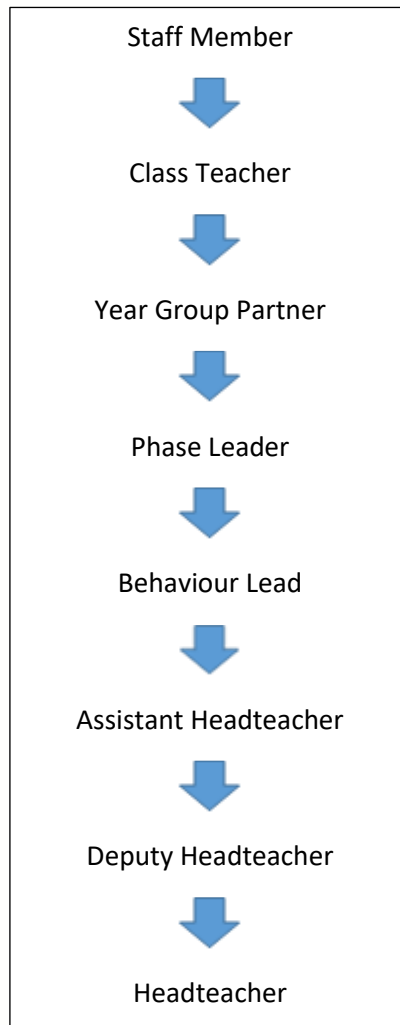 Staff Member
Class Teacher
Year Group Partner
Phase Leader
Behaviour Lead
Assistant Headteacher
Deputy Headteacher
Headteacher